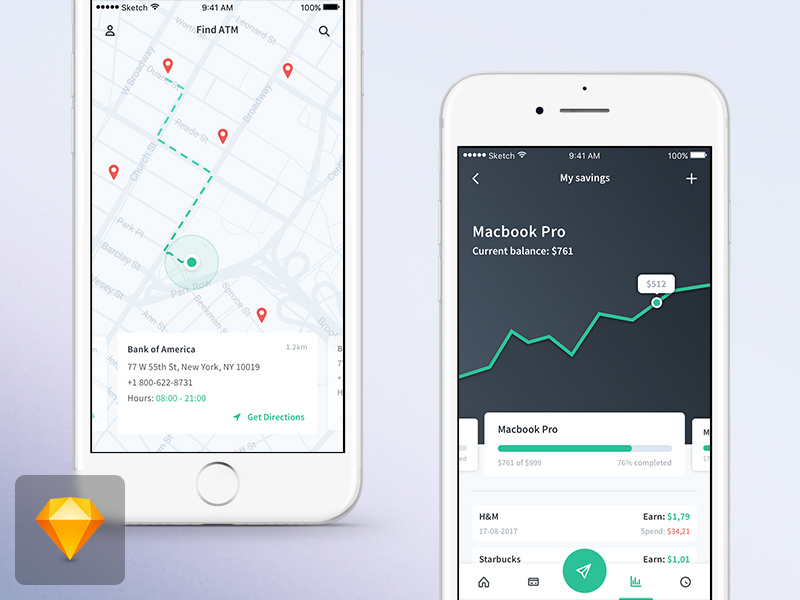 Sketch 9:41 AM 100%
Find ATM
Leonard St
W Broadway
Duane St
Broadway
Reade St
Church St
Park Pl
Barclay St
Park Row
Beekman St
Spruce St
Ann St
Bank of America 1.2km
77 W 55th St, New York, NY 10019
+1 800-622-8731
Hours: 08:00 - 21:00
Get Directions
Sketch 9:41 AM 100%
My savings
Macbook Pro
Current balance: $761
$512
Macbook Pro
$761 of $999 76% completed
H&M Earn: $1,79
17-08-2017 Spend: $34,21
Starbucks Earn: $1,01